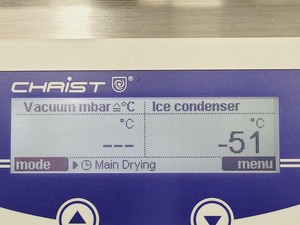 CHRiST ®
Vacuum mbar≙°C Ice condenser
°C °C
--- -51
mode Main Drying menu